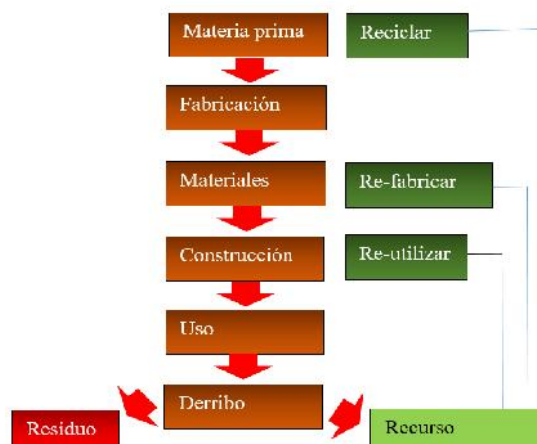 Materia prima
Reciclar
Fabricación
Materiales
Re-fabricar
Construcción
Re-utilizar
Uso
Derribo
Residuo
Recurso